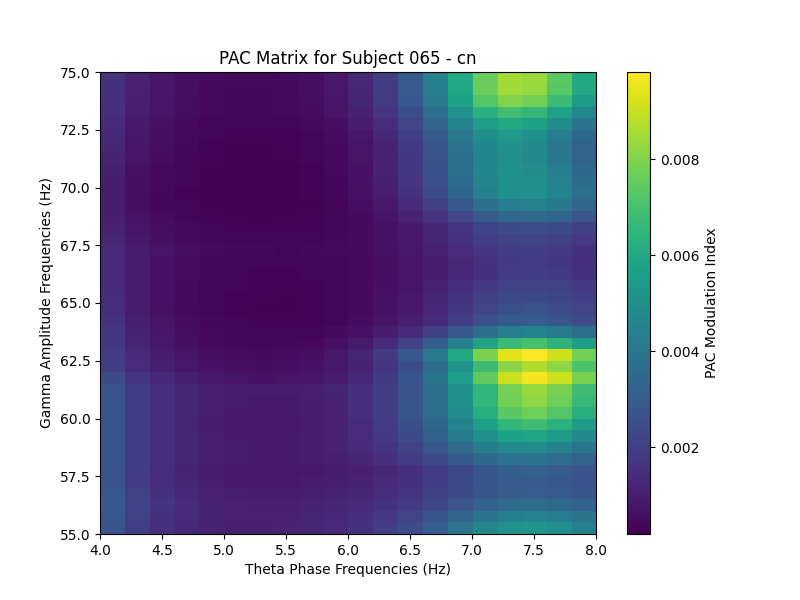 PAC Matrix for Subject 065 - cn
75.0
72.5
70.0
67.5
65.0
62.5
60.0
57.5
55.0
Gamma Amplitude Frequencies (Hz)
4.0 4.5 5.0 5.5 6.0 6.5 7.0 7.5 8.0
Theta Phase Frequencies (Hz)
0.008
0.006
0.004
0.002
PAC Modulation Index